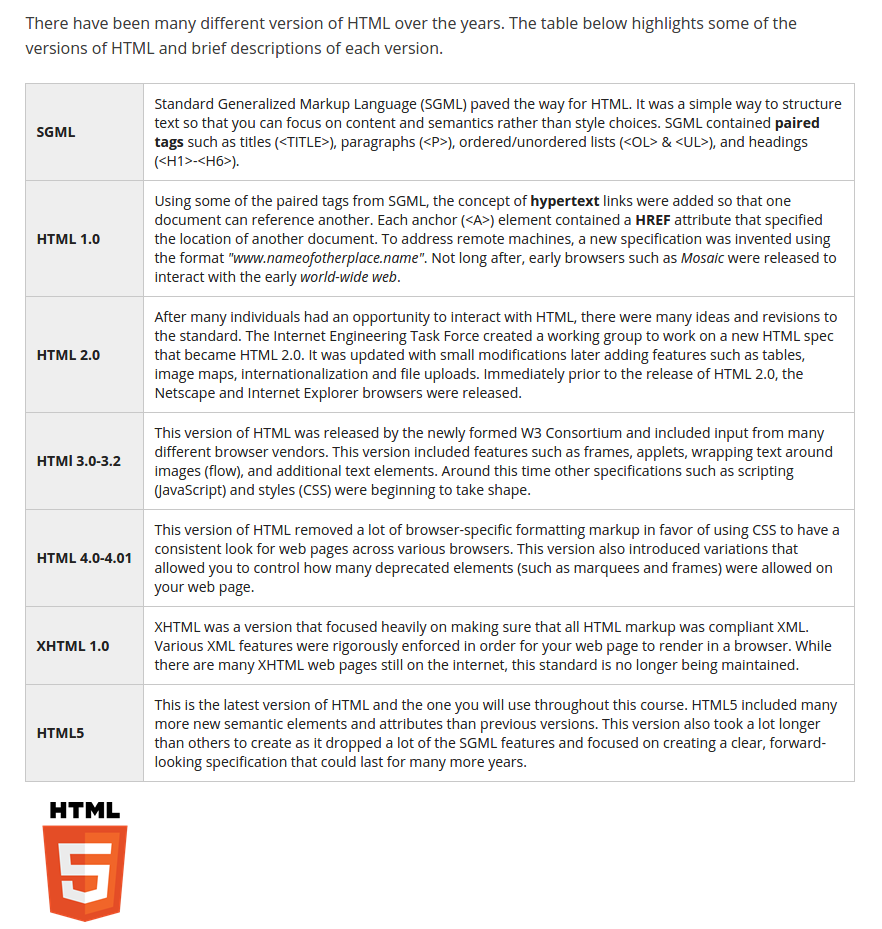 There have been many different version of HTML over the years. The table below highlights some of the
versions of HTML and brief descriptions of each version.
SGML
Standard Generalized Markup Language (SGML) paved the way for HTML. It was a simple way to structure
text so that you can focus on content and semantics rather than style choices. SGML contained paired
tags such as titles (<TITLE>), paragraphs (<P>), ordered/unordered lists (<OL> & <UL>), and headings
(<H1>-<H6>).
HTML 1.0
Using some of the paired tags from SGML, the concept of hypertext links were added so that one
document can reference another. Each anchor (<A>) element contained a HREF attribute that specified
the location of another document. To address remote machines, a new specification was invented using
the format "www.nameofotherplace.name". Not long after, early browsers such as Mosaic were released to
interact with the early world-wide web.
HTML 2.0
After many individuals had an opportunity to interact with HTML, there were many ideas and revisions to
the standard. The Internet Engineering Task Force created a working group to work on a new HTML spec
that became HTML 2.0. It was updated with small modifications later adding features such as tables,
image maps, internationalization and file uploads. Immediately prior to the release of HTML 2.0, the
Netscape and Internet Explorer browsers were released.
HTMl 3.0-3.2
This version of HTML was released by the newly formed W3 Consortium and included input from many
different browser vendors. This version included features such as frames, applets, wrapping text around
images (flow), and additional text elements. Around this time other specifications such as scripting
(JavaScript) and styles (CSS) were beginning to take shape.
HTML 4.0-4.01
This version of HTML removed a lot of browser-specific formatting markup in favor of using CSS to have a
consistent look for web pages across various browsers. This version also introduced variations that
allowed you to control how many deprecated elements (such as marquees and frames) were allowed on
your web page.
XHTML 1.0
XHTML was a version that focused heavily on making sure that all HTML markup was compliant XML.
Various XML features were rigorously enforced in order for your web page to render in a browser. While
there are many XHTML web pages still on the internet, this standard is no longer being maintained.
HTML5
This is the latest version of HTML and the one you will use throughout this course. HTML5 included many
more new semantic elements and attributes than previous versions. This version also took a lot longer
than others to create as it dropped a lot of the SGML features and focused on creating a clear, forward-
looking specification that could last for many more years.
HTML
5